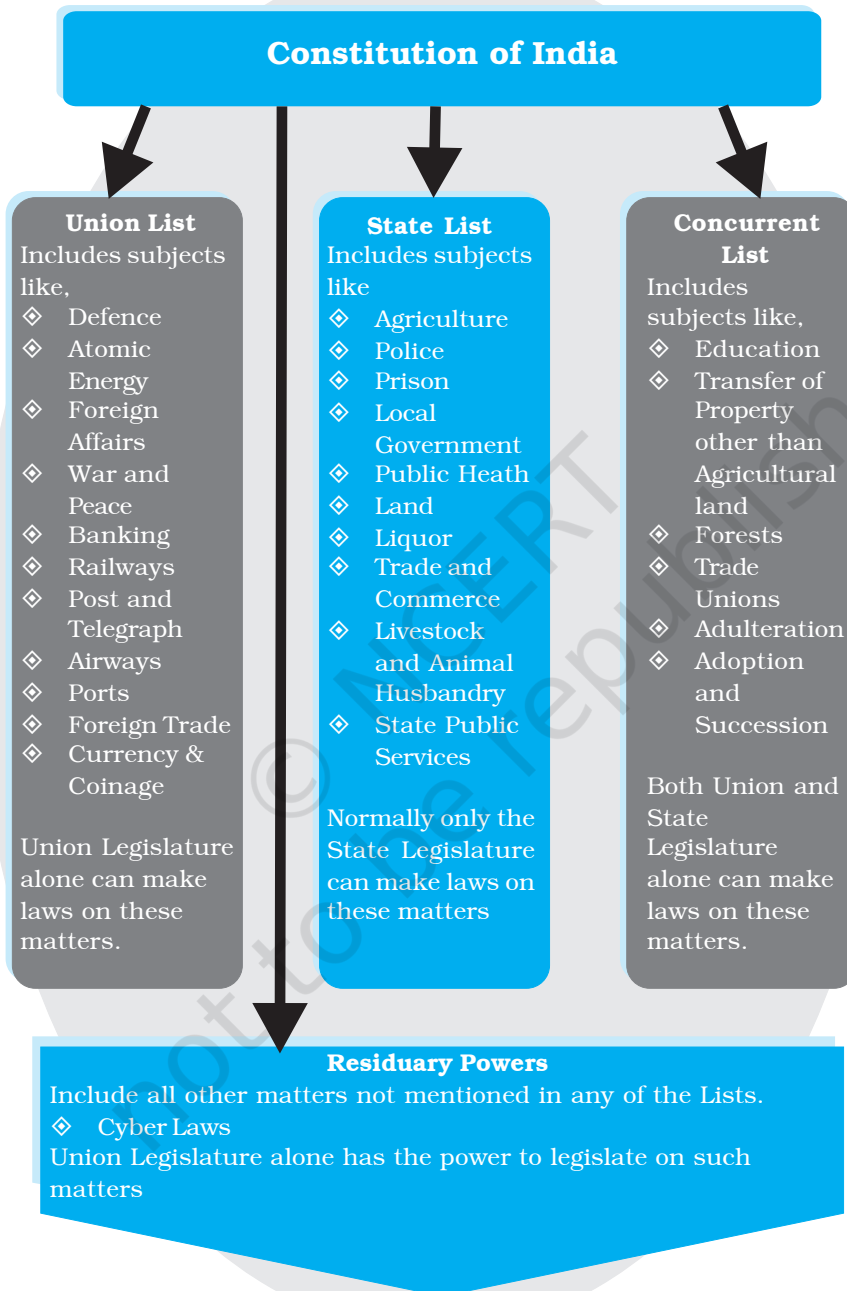 Constitution of India
Union List
Includes subjects
like,
Defence
Atomic
Energy
Foreign
Affairs
War and
Peace
Banking
Railways
Post and
Telegraph
Airways
Ports
Foreign Trade
Currency &
Coinage
Union Legislature
alone can make
laws on these
matters.
State List
Includes subjects
like
Agriculture
Police
Prison
Local
Government
Public Heath
Land
Liquor
Trade and
Commerce
Livestock
and Animal
Husbandry
State Public
Services
Normally only the
State Legislature
can make laws on
these matters
Concurrent
List
Includes
subjects like,
Education
Transfer of
Property
other than
Agricultural
land
Forests
Trade
Unions
Adulteration
Adoption
and
Succession
Both Union and
State
Legislature
alone can make
laws on these
matters.
Residuary Powers
Include all other matters not mentioned in any of the Lists.
Cyber Laws
Union Legislature alone has the power to legislate on such
matters
© NCERT
not to be republish